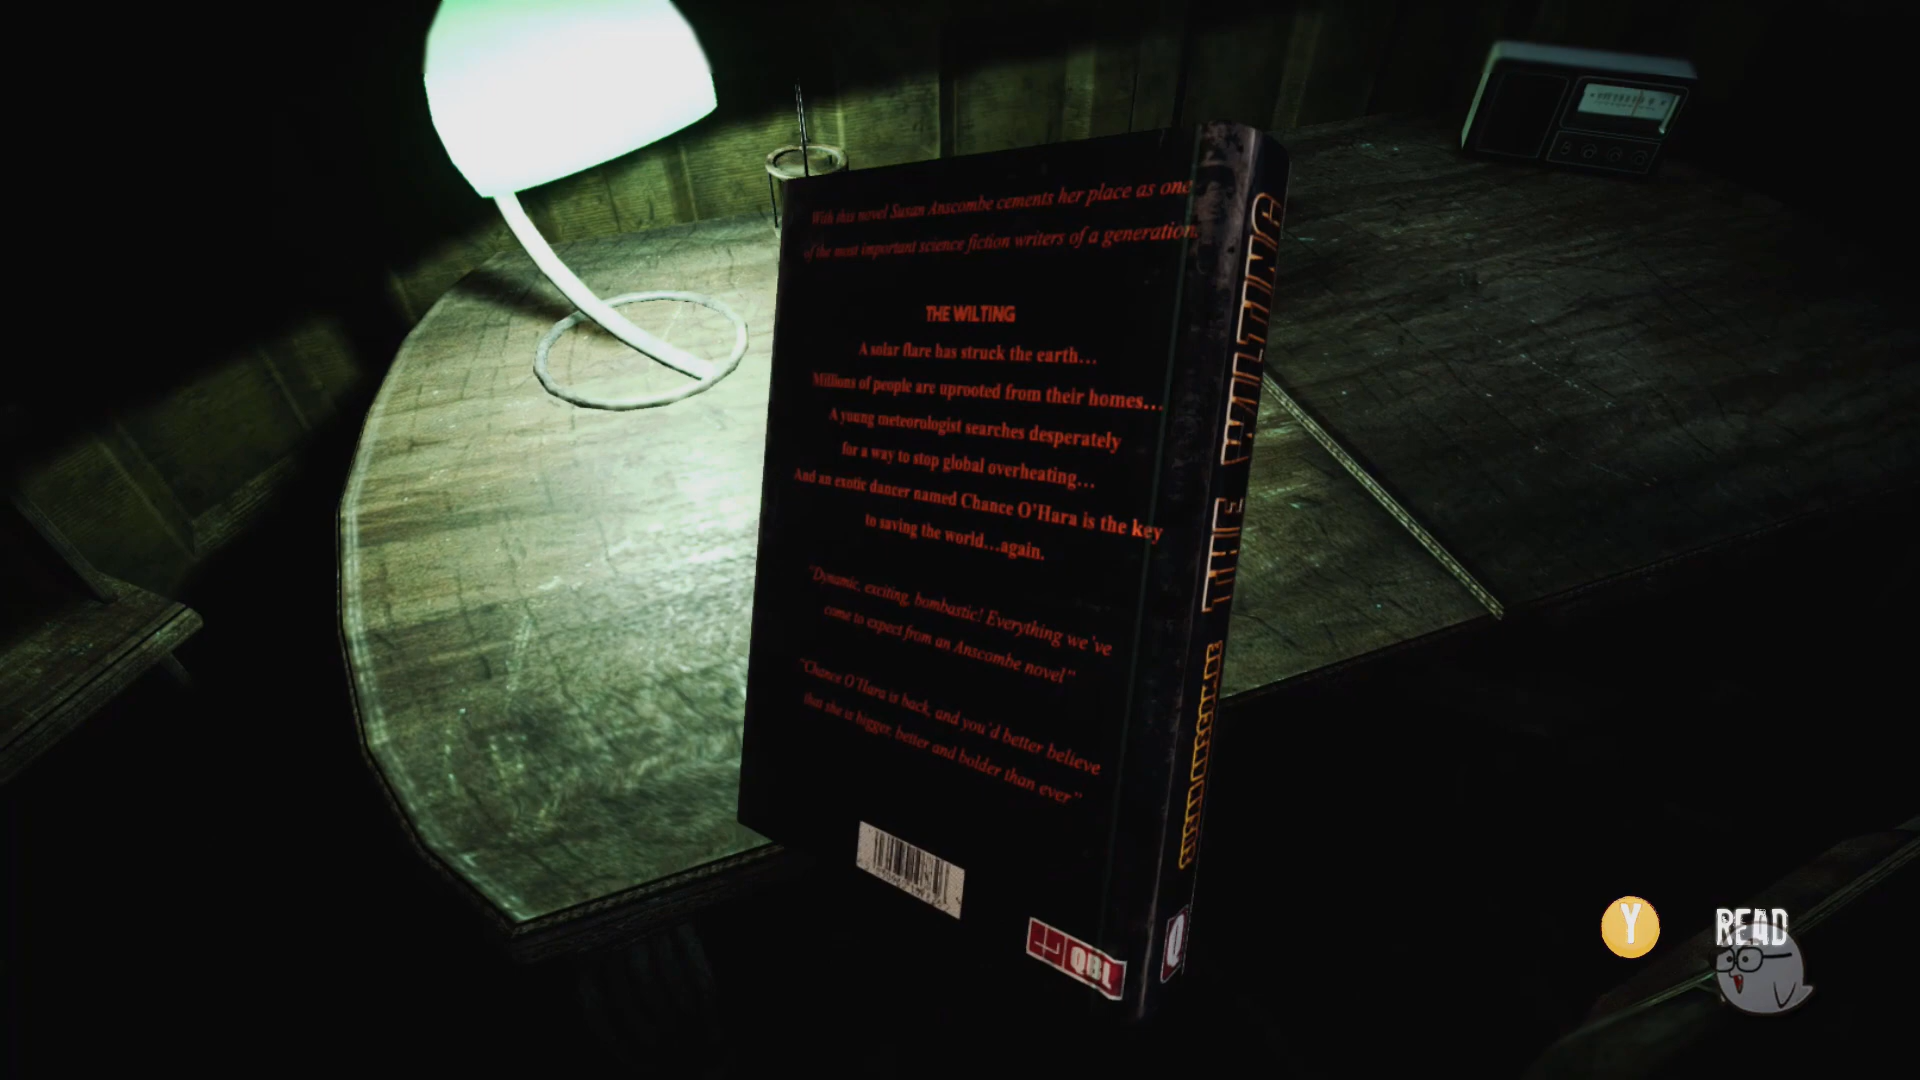 With this novel Susan Anscombe cements her place as one
of the most important science fiction writers of a generation.
THE WILTING
A solar flare has struck the earth...
Millions of people are uprooted from their homes...
A young meteorologist searches desperately
for a way to stop global overheating...
And an exotic dancer named Chance O'Hara is the key
to saving the world...again.
"Dynamic, exciting, bombastic! Everything we've
come to expect from an Anscombe novel"
"Chance O'Hara is back, and you'd better believe
that she is bigger, better and bolder than ever"
QBL
THE WILTING
Q
Y READ